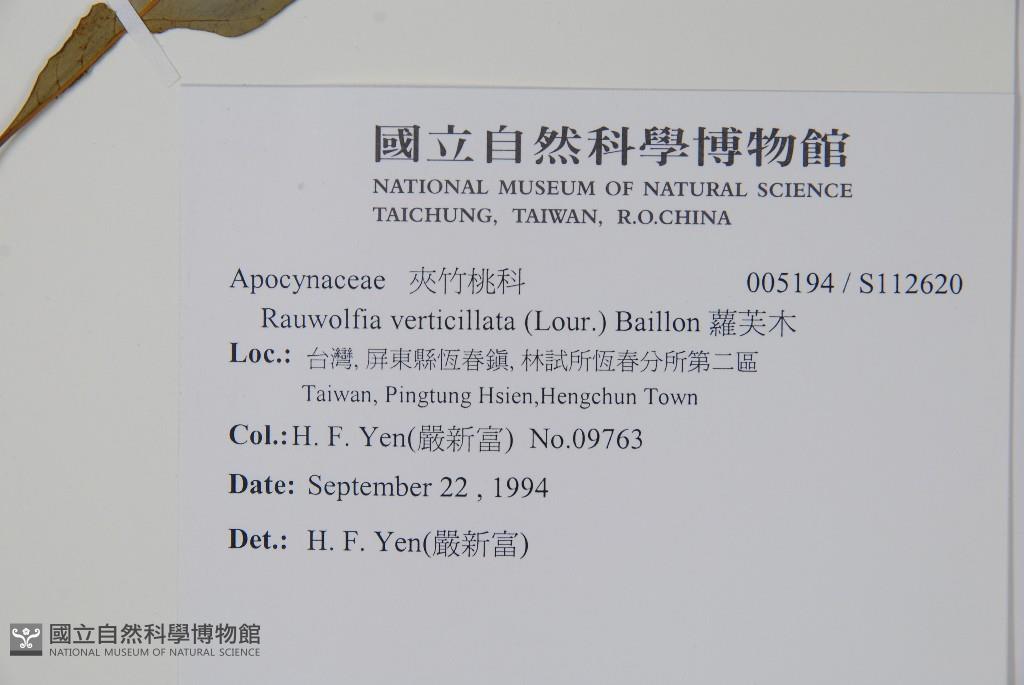 國立自然科學博物館
NATIONAL MUSEUM OF NATURAL SCIENCE
TAICHUNG, TAIWAN, R.O.CHINA
Apocynaceae 夾竹桃科 005194 / S112620
Rauwolfia verticillata (Lour.) Baillon 蘿芙木
Loc.: 台灣, 屏東縣恆春鎮, 林試所恆春分所第二區
Taiwan, Pingtung Hsien,Hengchun Town
Col.:H. F. Yen(嚴新富) No.09763
Date: September 22 , 1994
Det.: H. F. Yen(嚴新富)
國立自然科學博物館
NATIONAL MUSEUM OF NATURAL SCIENCE